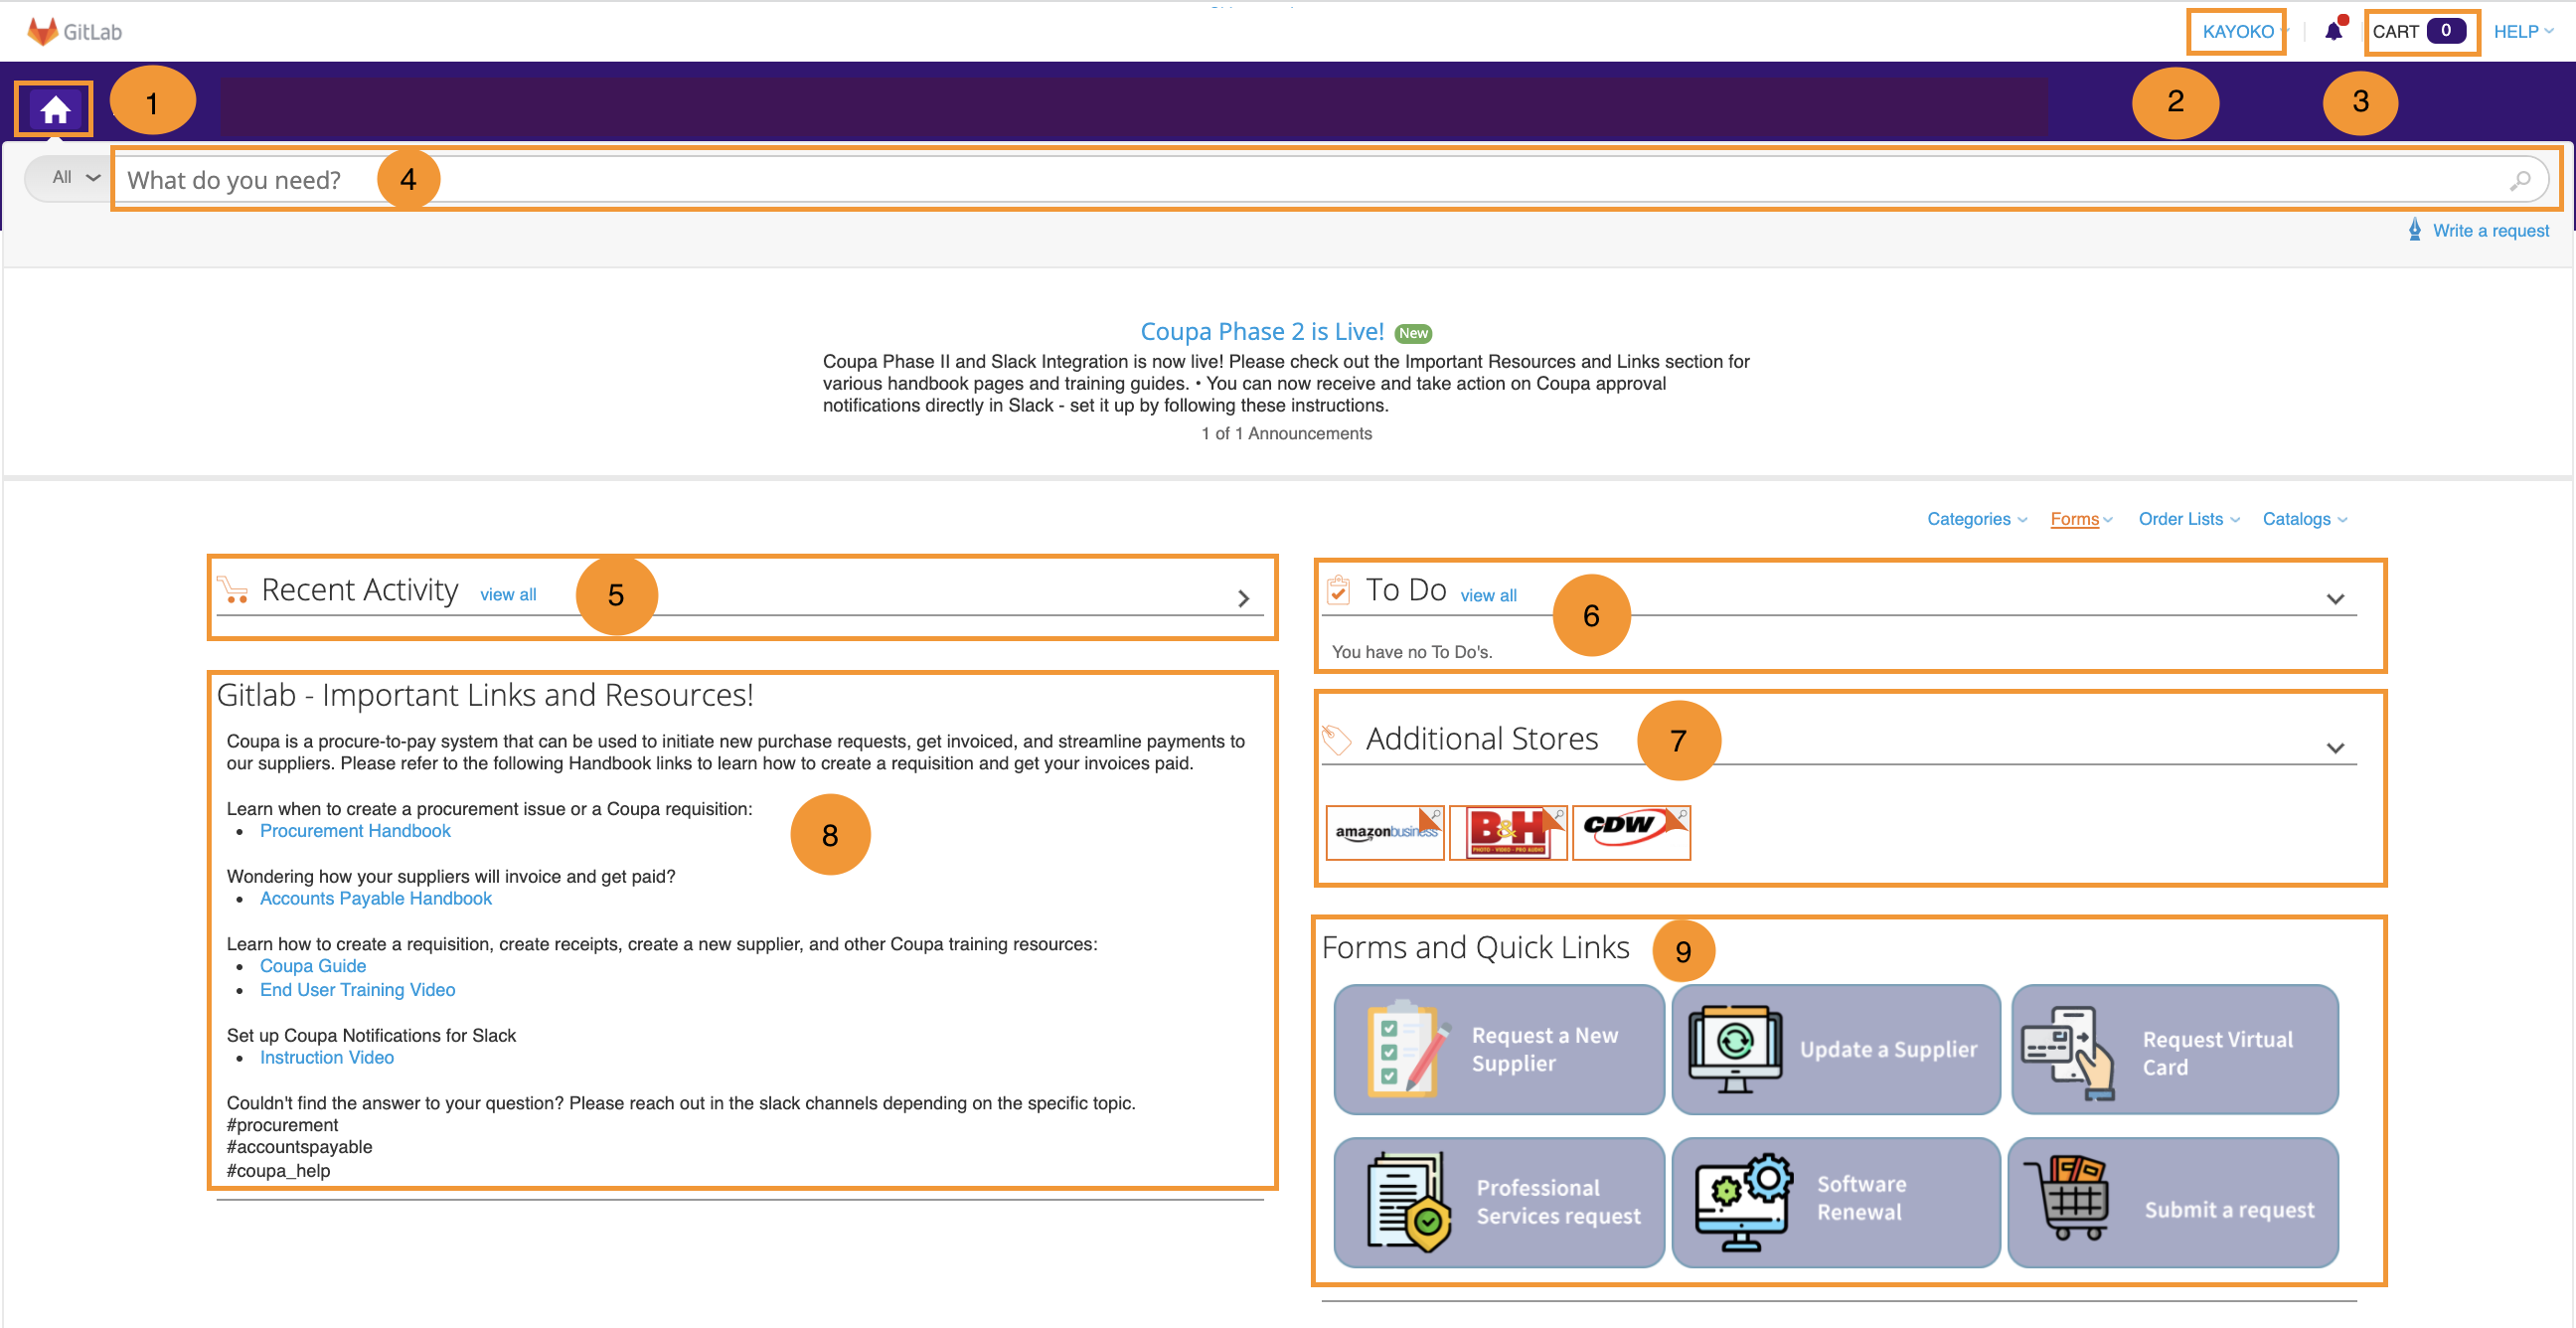 GitLab
KAYOKO
CART 0
HELP
1
2
3
All
What do you need?
4
Write a request
Coupa Phase 2 is Live! New
Coupa Phase II and Slack Integration is now live! Please check out the Important Resources and Links section for
various handbook pages and training guides. • You can now receive and take action on Coupa approval
notifications directly in Slack - set it up by following these instructions.
1 of 1 Announcements
Categories
Forms
Order Lists
Catalogs
Recent Activity view all
5
Gitlab - Important Links and Resources!
Coupa is a procure-to-pay system that can be used to initiate new purchase requests, get invoiced, and streamline payments to
our suppliers. Please refer to the following Handbook links to learn how to create a requisition and get your invoices paid.
Learn when to create a procurement issue or a Coupa requisition:
• Procurement Handbook
8
Wondering how your suppliers will invoice and get paid?
• Accounts Payable Handbook
Learn how to create a requisition, create receipts, create a new supplier, and other Coupa training resources:
• Coupa Guide
• End User Training Video
Set up Coupa Notifications for Slack
• Instruction Video
Couldn't find the answer to your question? Please reach out in the slack channels depending on the specific topic.
#procurement
#accountspayable
#coupa_help
To Do view all
6
You have no To Do's.
Additional Stores
7
amazonbusiness
B&H
PHOTO - VIDEO - PRO AUDIO
CDW
Forms and Quick Links
9
Request a New
Supplier
Update a Supplier
Request Virtual
Card
Professional
Services request
Software
Renewal
Submit a request